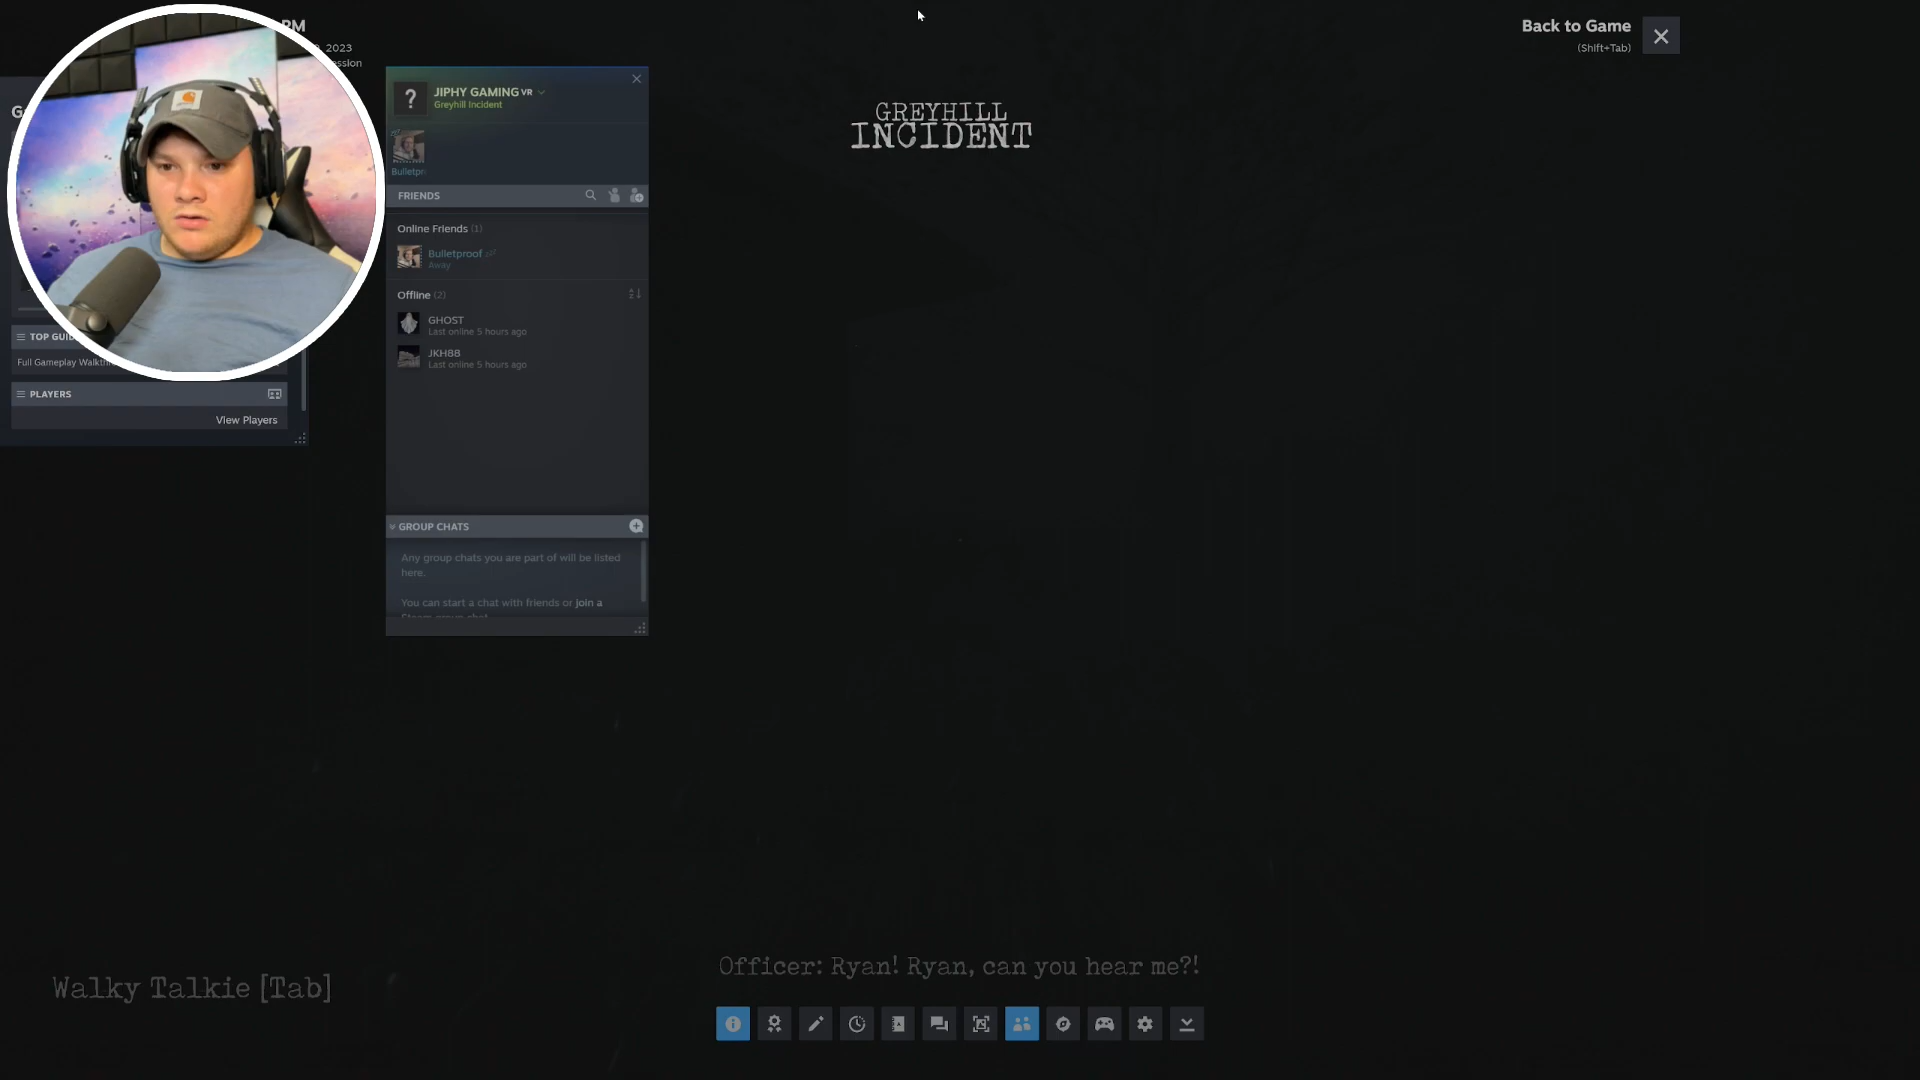 PM
2023
Back to Game
(Shift+Tab)
JIPHY GAMING VR
Greyhill Incident
GREYHILL
INCIDENT
Bulletpr
FRIENDS
Online Friends (1)
Bulletproof
Away
Offline (2)
GHOST
Last online 5 hours ago
JKH88
Last online 5 hours ago
TOP GUID
Full Gameplay Walkth
PLAYERS
View Players
GROUP CHATS
Any group chats you are part of will be listed
here.
You can start a chat with friends or join a
Officer: Ryan! Ryan, can you hear me?!
Walky Talkie [Tab]